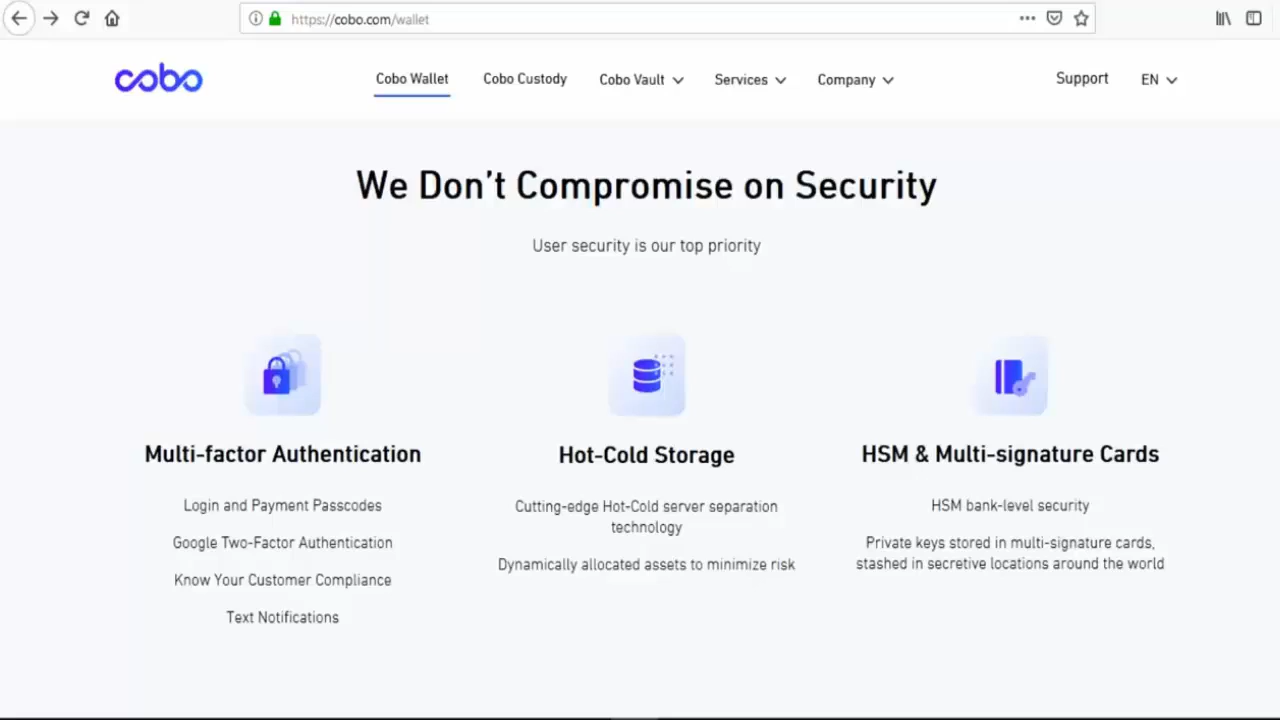 https://cobo.com/wallet
cobo
Cobo Wallet
Cobo Custody
Cobo Vault
Services
Company
Support
EN
We Don't Compromise on Security
User security is our top priority
Multi-factor Authentication
Login and Payment Passcodes
Google Two-Factor Authentication
Know Your Customer Compliance
Text Notifications
Hot-Cold Storage
Cutting-edge Hot-Cold server separation
technology
Dynamically allocated assets to minimize risk
HSM & Multi-signature Cards
HSM bank-level security
Private keys stored in multi-signature cards,
stashed in secretive locations around the world